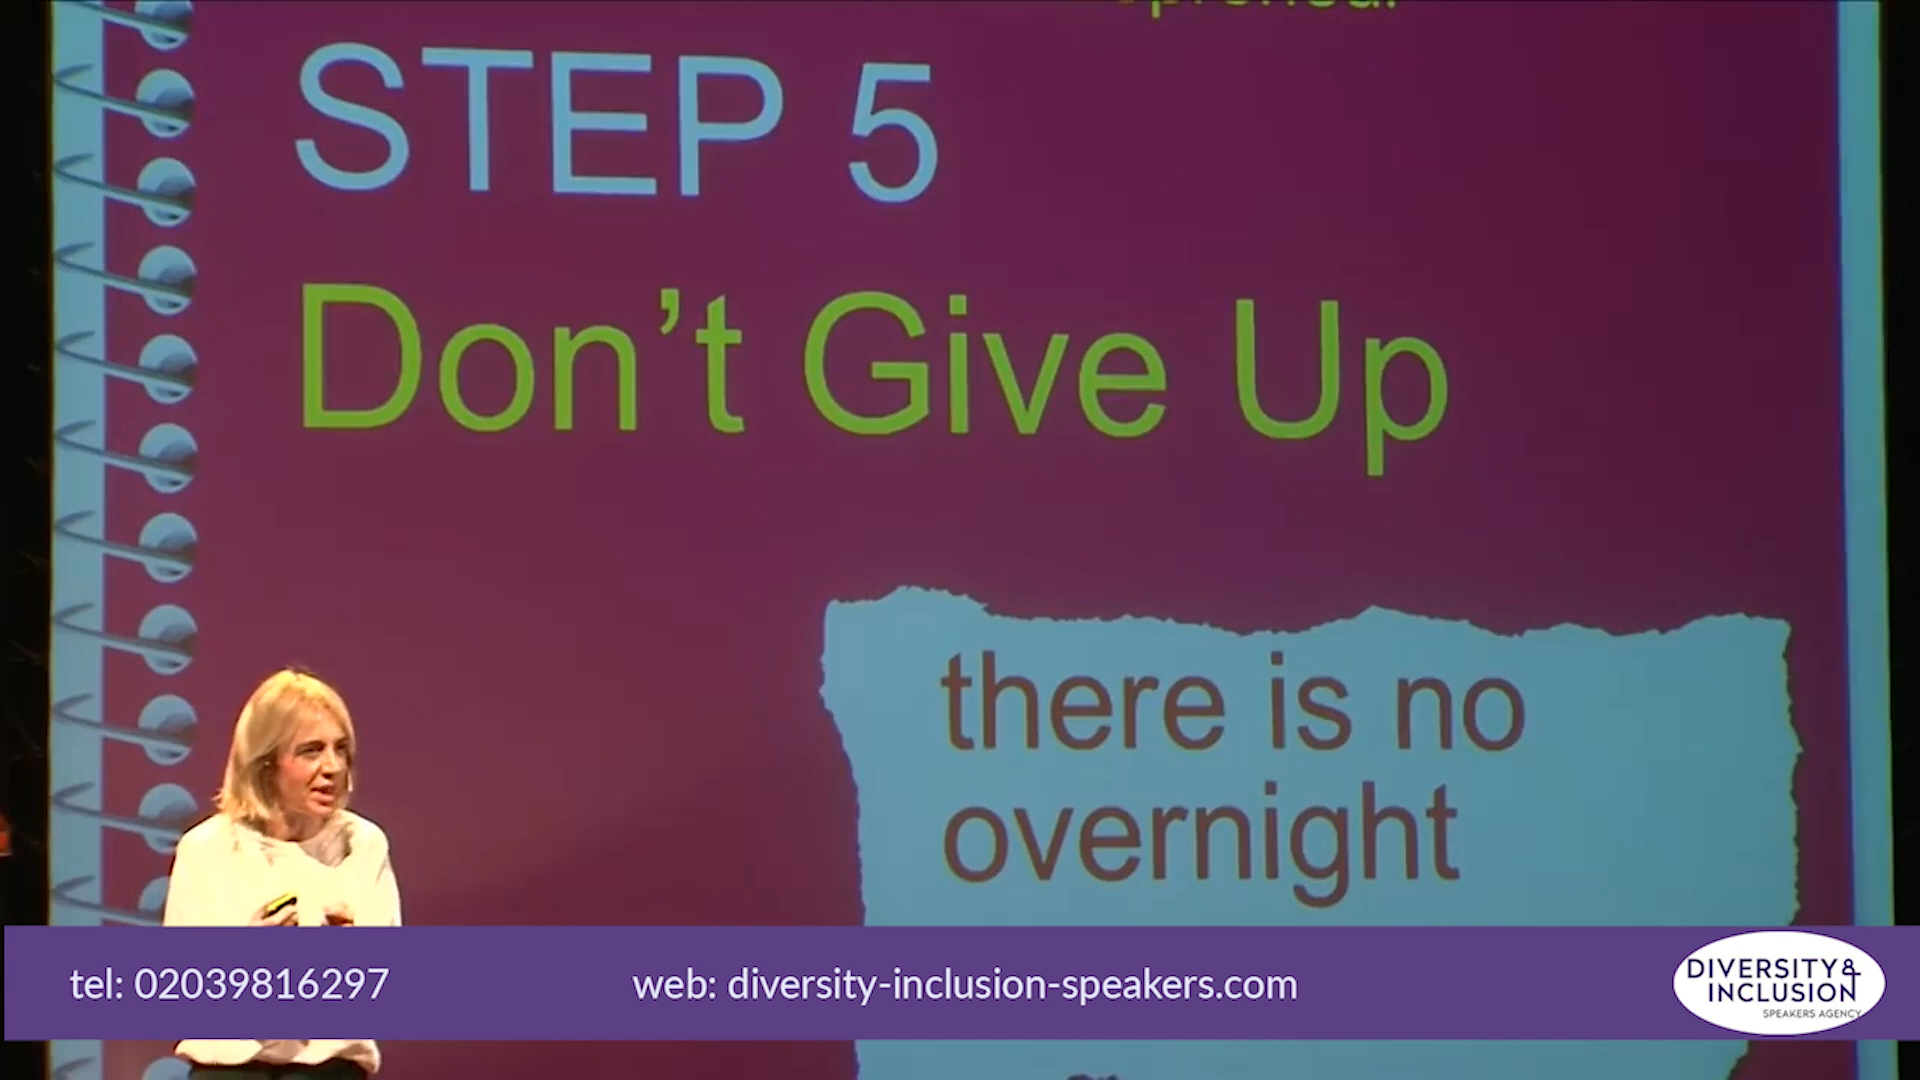 STEP 5
Don't Give Up
there is no
overnight
tel: 02039816297
web: diversity-inclusion-speakers.com
DIVERSITY &
INCLUSION
SPEAKERS AGENCY